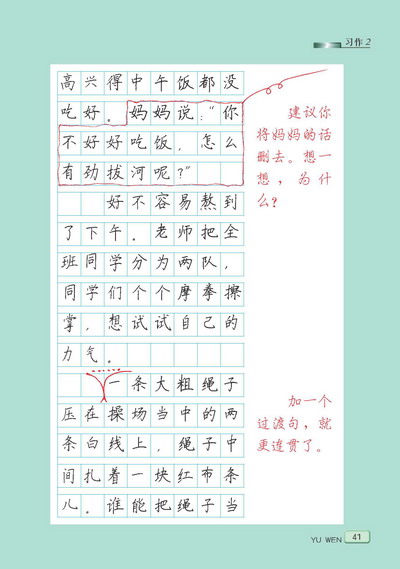 习作 2
高兴得中午饭都没
吃好。妈妈说:“你
不好好吃饭,怎么
有劲拔河呢?”
好不容易熬到
了下午。老师把全
班同学分为两队,
同学们个个摩拳擦
掌,想试试自己的
力气。
一条大粗绳子
压在操场当中的两
条白线上,绳子中
间扎着一块红布条
儿。谁能把绳子当
建议你
将妈妈的话
删去。想一
想,为什
么?
加一个
过渡句,就
更连贯了。
YU WEN 41